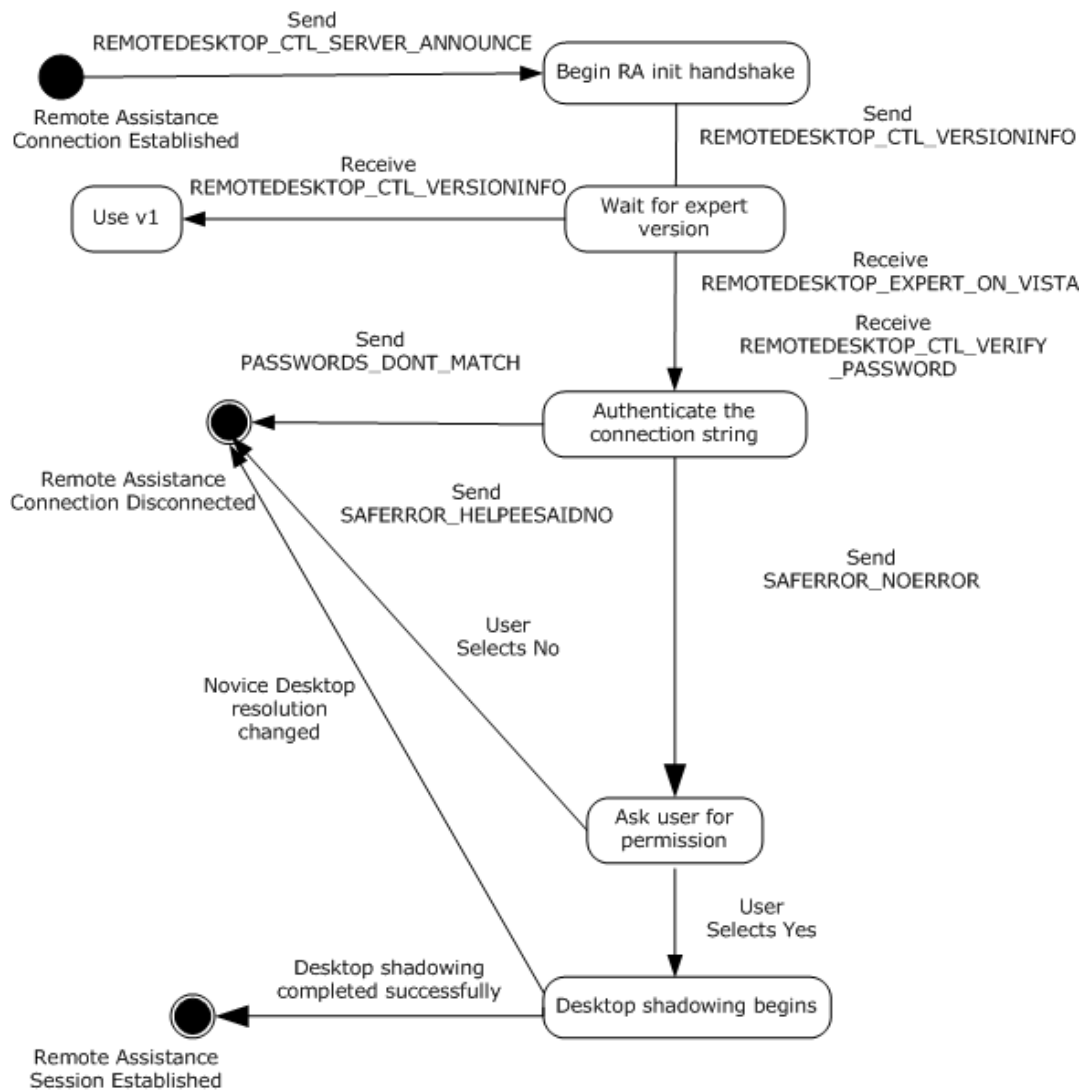 Send
REMOTEDESKTOP_CTL_SERVER_ANNOUNCE
Begin RA init handshake
Remote Assistance
Connection Established
Send
REMOTEDESKTOP_CTL_VERSIONINFO
Receive
REMOTEDESKTOP_CTL_VERSIONINFO
Use v1
Wait for expert
version
Receive
REMOTEDESKTOP_EXPERT_ON_VISTA
Receive
REMOTEDESKTOP_CTL_VERIFY
_PASSWORD
Send
PASSWORDS_DONT_MATCH
Authenticate the
connection string
Remote Assistance
Connection Disconnected
Send
SAFERROR_HELPEESAIDNO
Send
SAFERROR_NOERROR
User
Selects No
Novice Desktop
resolution
changed
Ask user for
permission
User
Selects Yes
Desktop shadowing
completed successfully
Desktop shadowing begins
Remote Assistance
Session Established